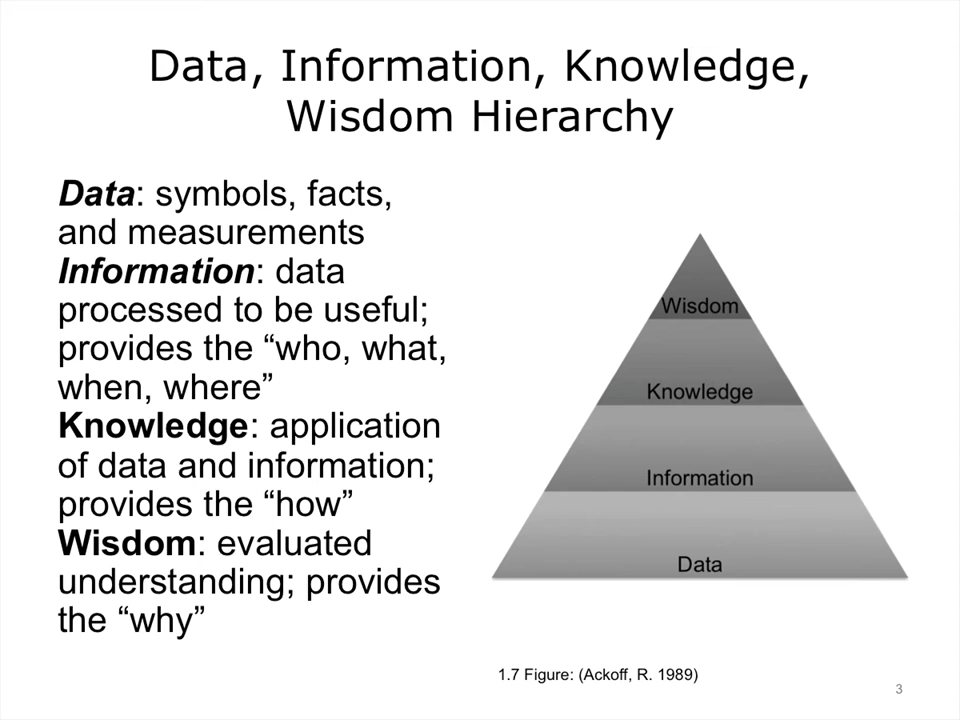 Data, Information, Knowledge,
Wisdom Hierarchy
Data: symbols, facts,
and measurements
Information: data
processed to be useful;
provides the “who, what,
when, where”
Knowledge: application
of data and information;
provides the “how”
Wisdom: evaluated
understanding; provides
the “why”
Wisdom
Knowledge
Information
Data
1.7 Figure: (Ackoff, R. 1989)
3